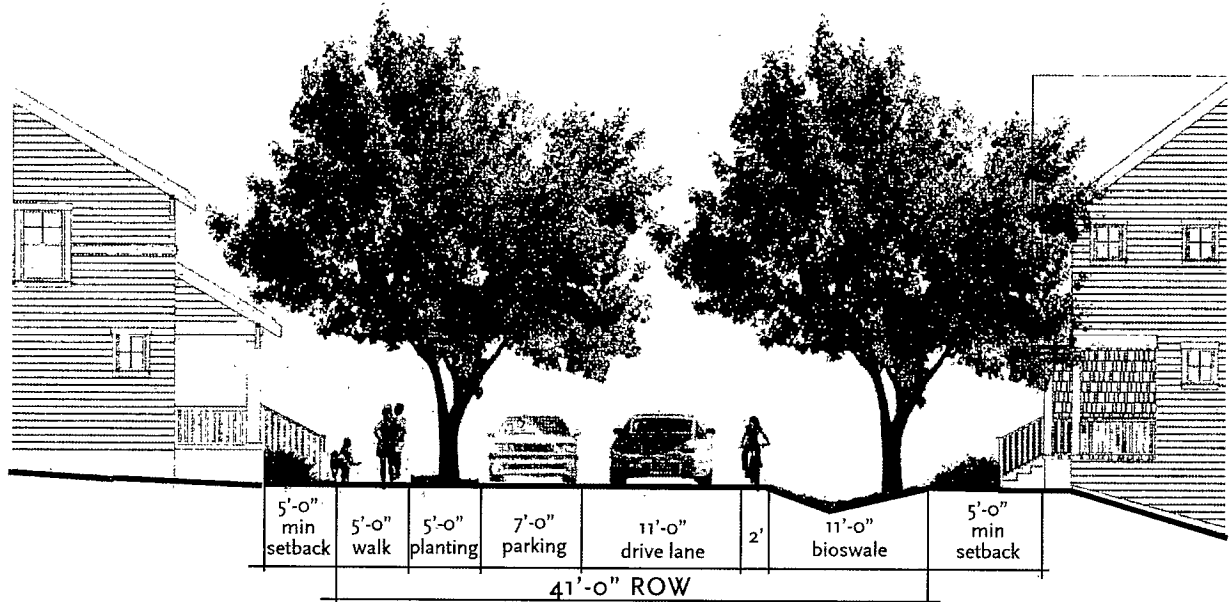 5'-0"
min
setback
5'-0"
walk
5'-0"
planting
7'-0"
parking
11'-0"
drive lane
2'
11'-0"
bioswale
5'-0"
min
setback
41'-0" ROW